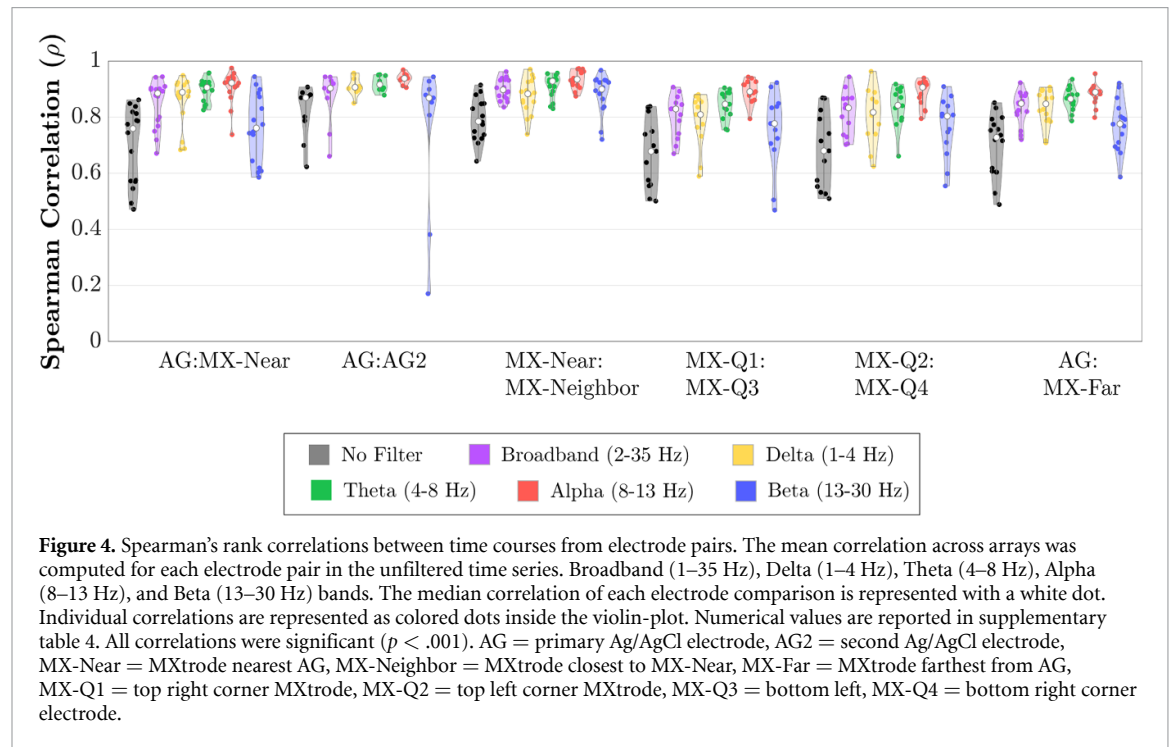 Spearman Correlation (ρ)
1
0.8
0.6
0.4
0.2
0
AG:MX-Near
AG:AG2
MX-Near:
MX-Neighbor
MX-Q1:
MX-Q3
MX-Q2:
MX-Q4
AG:
MX-Far
No Filter Broadband (2-35 Hz) Delta (1-4 Hz)
Theta (4-8 Hz) Alpha (8-13 Hz) Beta (13-30 Hz)
Figure 4. Spearman's rank correlations between time courses from electrode pairs. The mean correlation across arrays was
computed for each electrode pair in the unfiltered time series. Broadband (1–35 Hz), Delta (1–4 Hz), Theta (4–8 Hz), Alpha
(8–13 Hz), and Beta (13–30 Hz) bands. The median correlation of each electrode comparison is represented with a white dot.
Individual correlations are represented as colored dots inside the violin-plot. Numerical values are reported in supplementary
table 4. All correlations were significant (p < .001). AG = primary Ag/AgCl electrode, AG2 = second Ag/AgCl electrode,
MX-Near = MXtrode nearest AG, MX-Neighbor = MXtrode closest to MX-Near, MX-Far = MXtrode farthest from AG,
MX-Q1 = top right corner MXtrode, MX-Q2 = top left corner MXtrode, MX-Q3 = bottom left, MX-Q4 = bottom right corner
electrode.